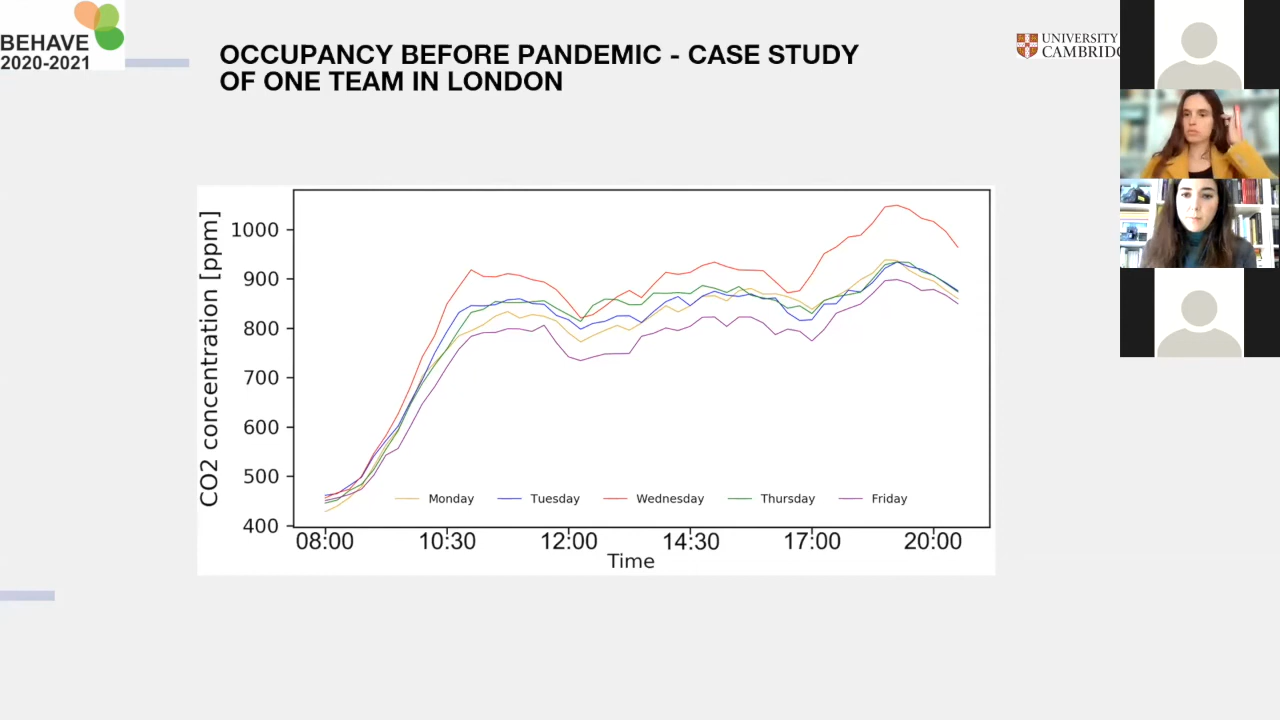 BEHAVE
2020-2021
OCCUPANCY BEFORE PANDEMIC - CASE STUDY
OF ONE TEAM IN LONDON
UNIVERSITY
CAMBRIDG
CO2 concentration [ppm]
1000
900
800
700
600
500
400
Monday Tuesday Wednesday Thursday Friday
08:00 10:30 12:00 14:30 17:00 20:00
Time